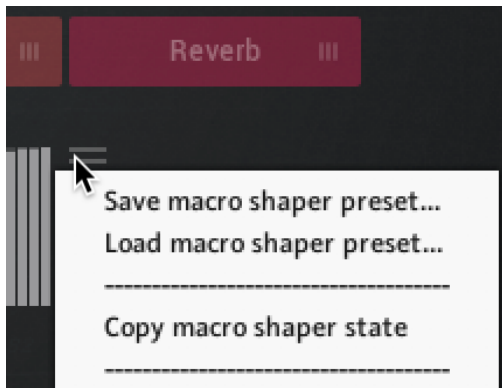 Reverb
Save macro shaper preset...
Load macro shaper preset...
------------------------------------
Copy macro shaper state
------------------------------------